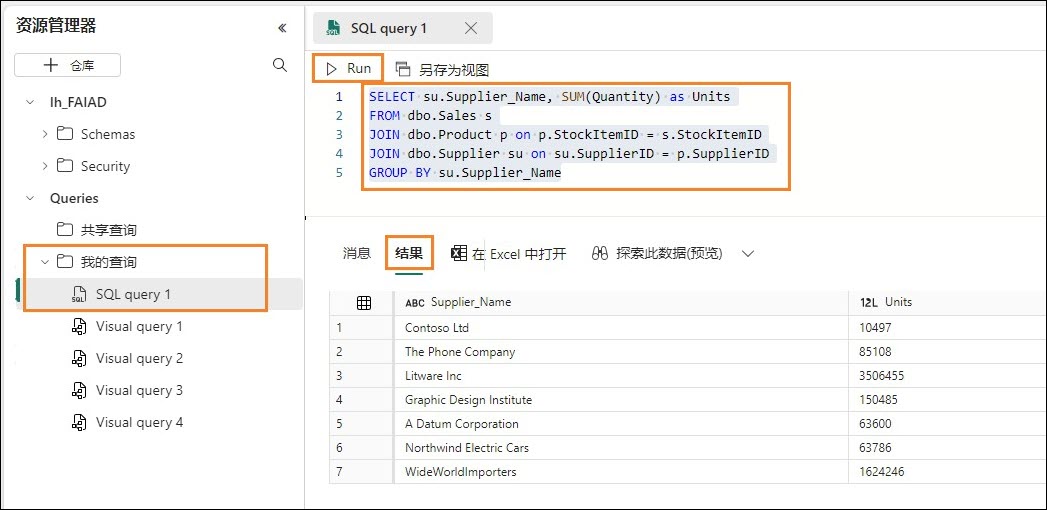 资源管理器
仓库
lh_FAIAD
Schemas
Security
Queries
共享查询
我的查询
SQL query 1
Visual query 1
Visual query 2
Visual query 3
Visual query 4
SQL query 1
Run 另存为视图
1 SELECT su.Supplier_Name, SUM(Quantity) as Units
2 FROM dbo.Sales s
3 JOIN dbo.Product p on p.StockItemID = s.StockItemID
4 JOIN dbo.Supplier su on su.SupplierID = p.SupplierID
5 GROUP BY su.Supplier_Name
消息 结果 在 Excel 中打开 探索此数据(预览)
ABC Supplier_Name 12L Units
1 Contoso Ltd 10497
2 The Phone Company 85108
3 Litware Inc 3506455
4 Graphic Design Institute 150485
5 A Datum Corporation 63600
6 Northwind Electric Cars 63786
7 WideWorldImporters 1624246